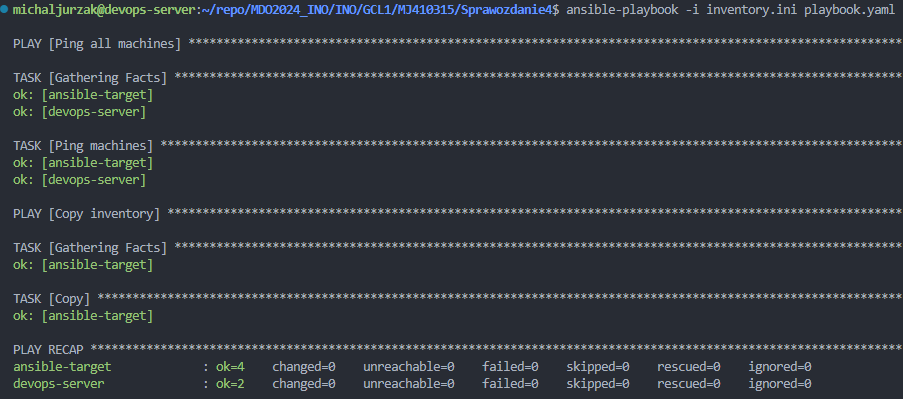 michaljurzak@devops-server:~/repo/MDO2024_INO/INO/GCL1/MJ410315/Sprawozdanie4$ ansible-playbook -i inventory.ini playbook.yaml
PLAY [Ping all machines] *******************************************************************************************************
TASK [Gathering Facts] *********************************************************************************************************
ok: [ansible-target]
ok: [devops-server]
TASK [Ping machines] ***********************************************************************************************************
ok: [ansible-target]
ok: [devops-server]
PLAY [Copy inventory] **********************************************************************************************************
TASK [Gathering Facts] *********************************************************************************************************
ok: [ansible-target]
TASK [Copy] ********************************************************************************************************************
ok: [ansible-target]
PLAY RECAP *********************************************************************************************************************
ansible-target             : ok=4    changed=0    unreachable=0    failed=0    skipped=0    rescued=0    ignored=0
devops-server              : ok=2    changed=0    unreachable=0    failed=0    skipped=0    rescued=0    ignored=0